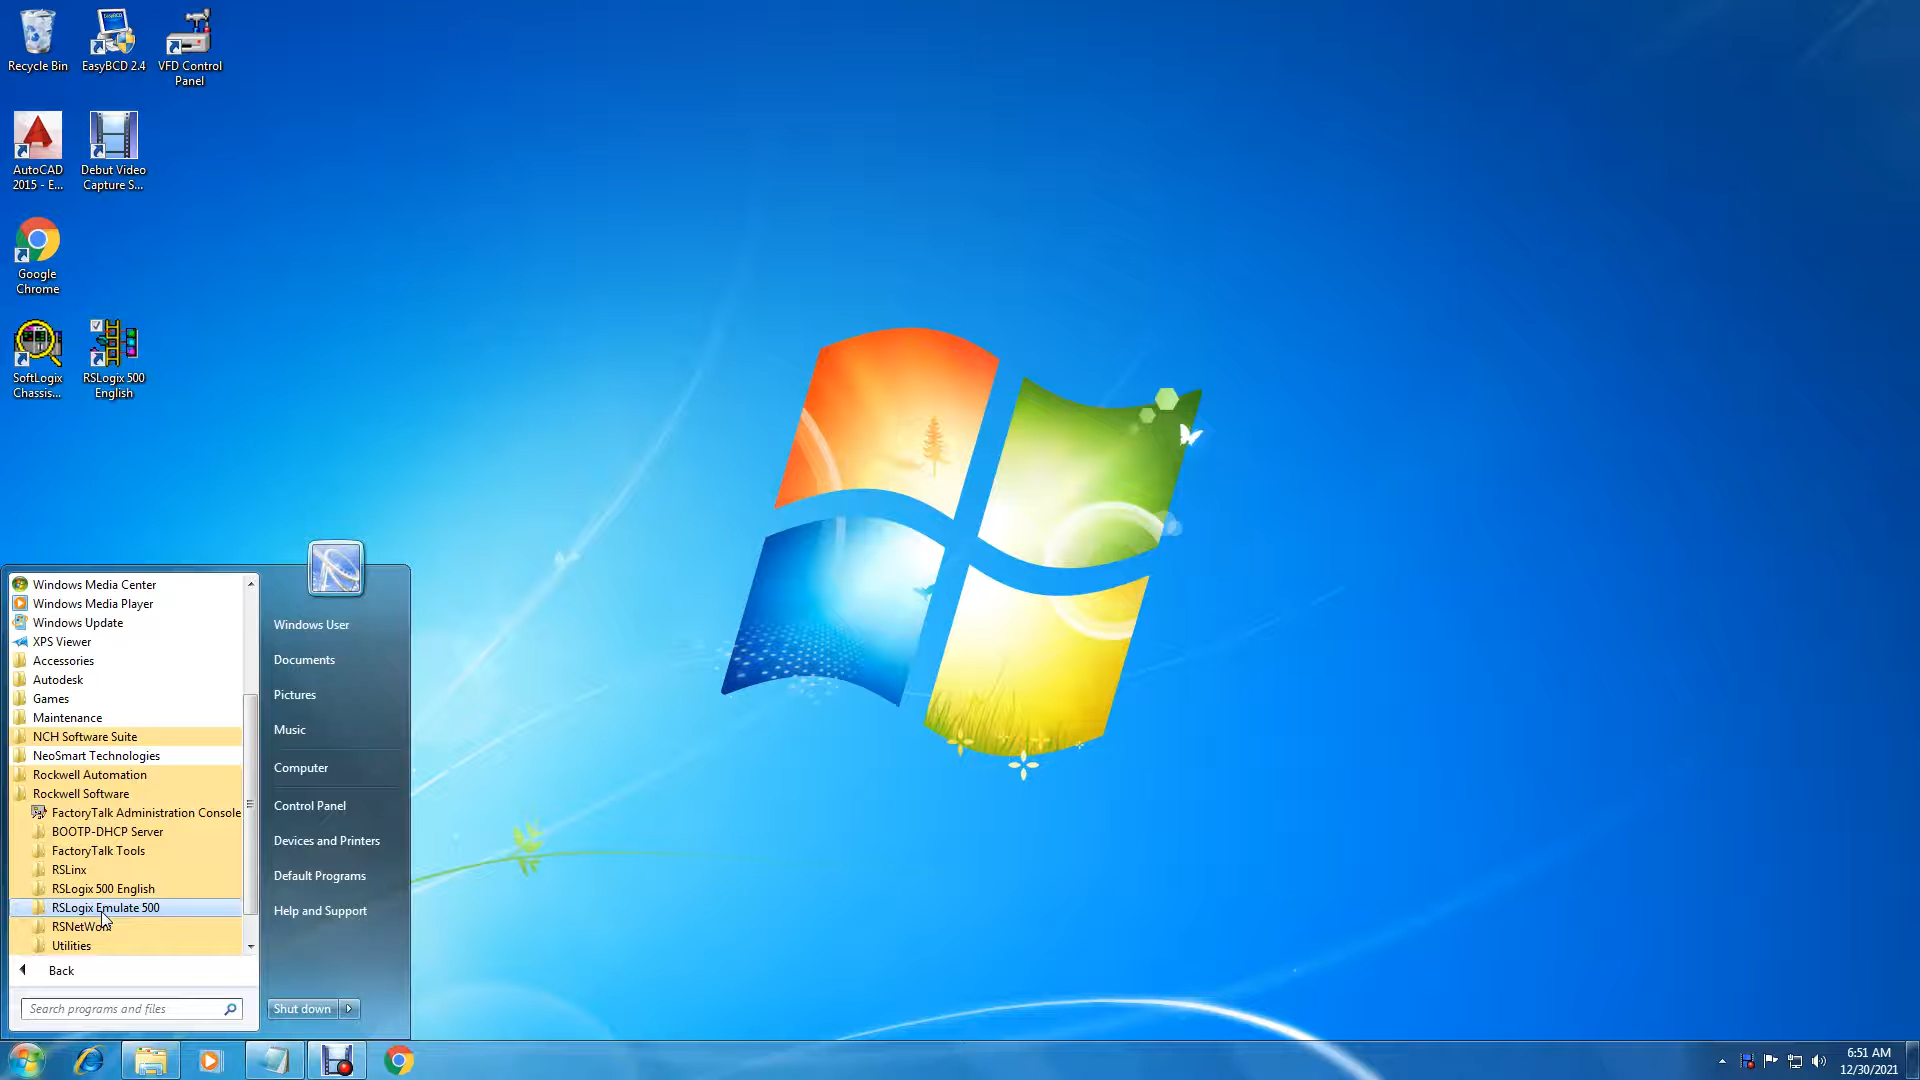 Recycle Bin
EasyBCD 2.4
VFD Control
Panel
AutoCAD
2015 - E...
Debut Video
Capture S...
Google
Chrome
SoftLogix
Chassis...
RSLogix 500
English
Windows Media Center
Windows Media Player
Windows Update
XPS Viewer
Accessories
Autodesk
Games
Maintenance
NCH Software Suite
NeoSmart Technologies
Rockwell Automation
Rockwell Software
FactoryTalk Administration Console
BOOTP-DHCP Server
FactoryTalk Tools
RSLinx
RSLogix 500 English
RSLogix Emulate 500
RSNetWorx
Utilities
Back
Search programs and files
Windows User
Documents
Pictures
Music
Computer
Control Panel
Devices and Printers
Default Programs
Help and Support
Shut down
6:51 AM
12/30/2021